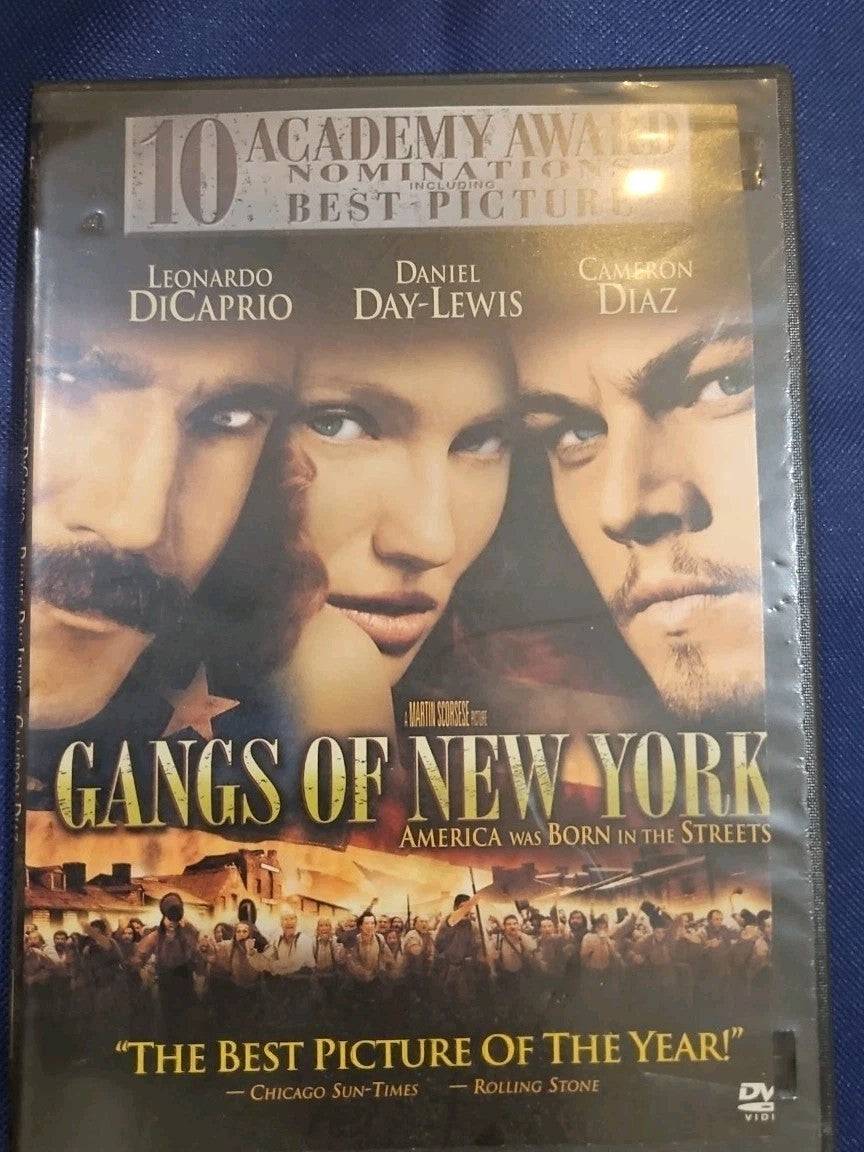 10 ACADEMY AWARD
NOMINATIONS
INCLUDING
BEST PICTURE
LEONARDO DICAPRIO
DANIEL DAY-LEWIS
CAMERON DIAZ
A MARTIN SCORSESE PICTURE
GANGS OF NEW YORK
AMERICA WAS BORN IN THE STREETS
"THE BEST PICTURE OF THE YEAR!"
— CHICAGO SUN-TIMES — ROLLING STONE
DV
VIDE